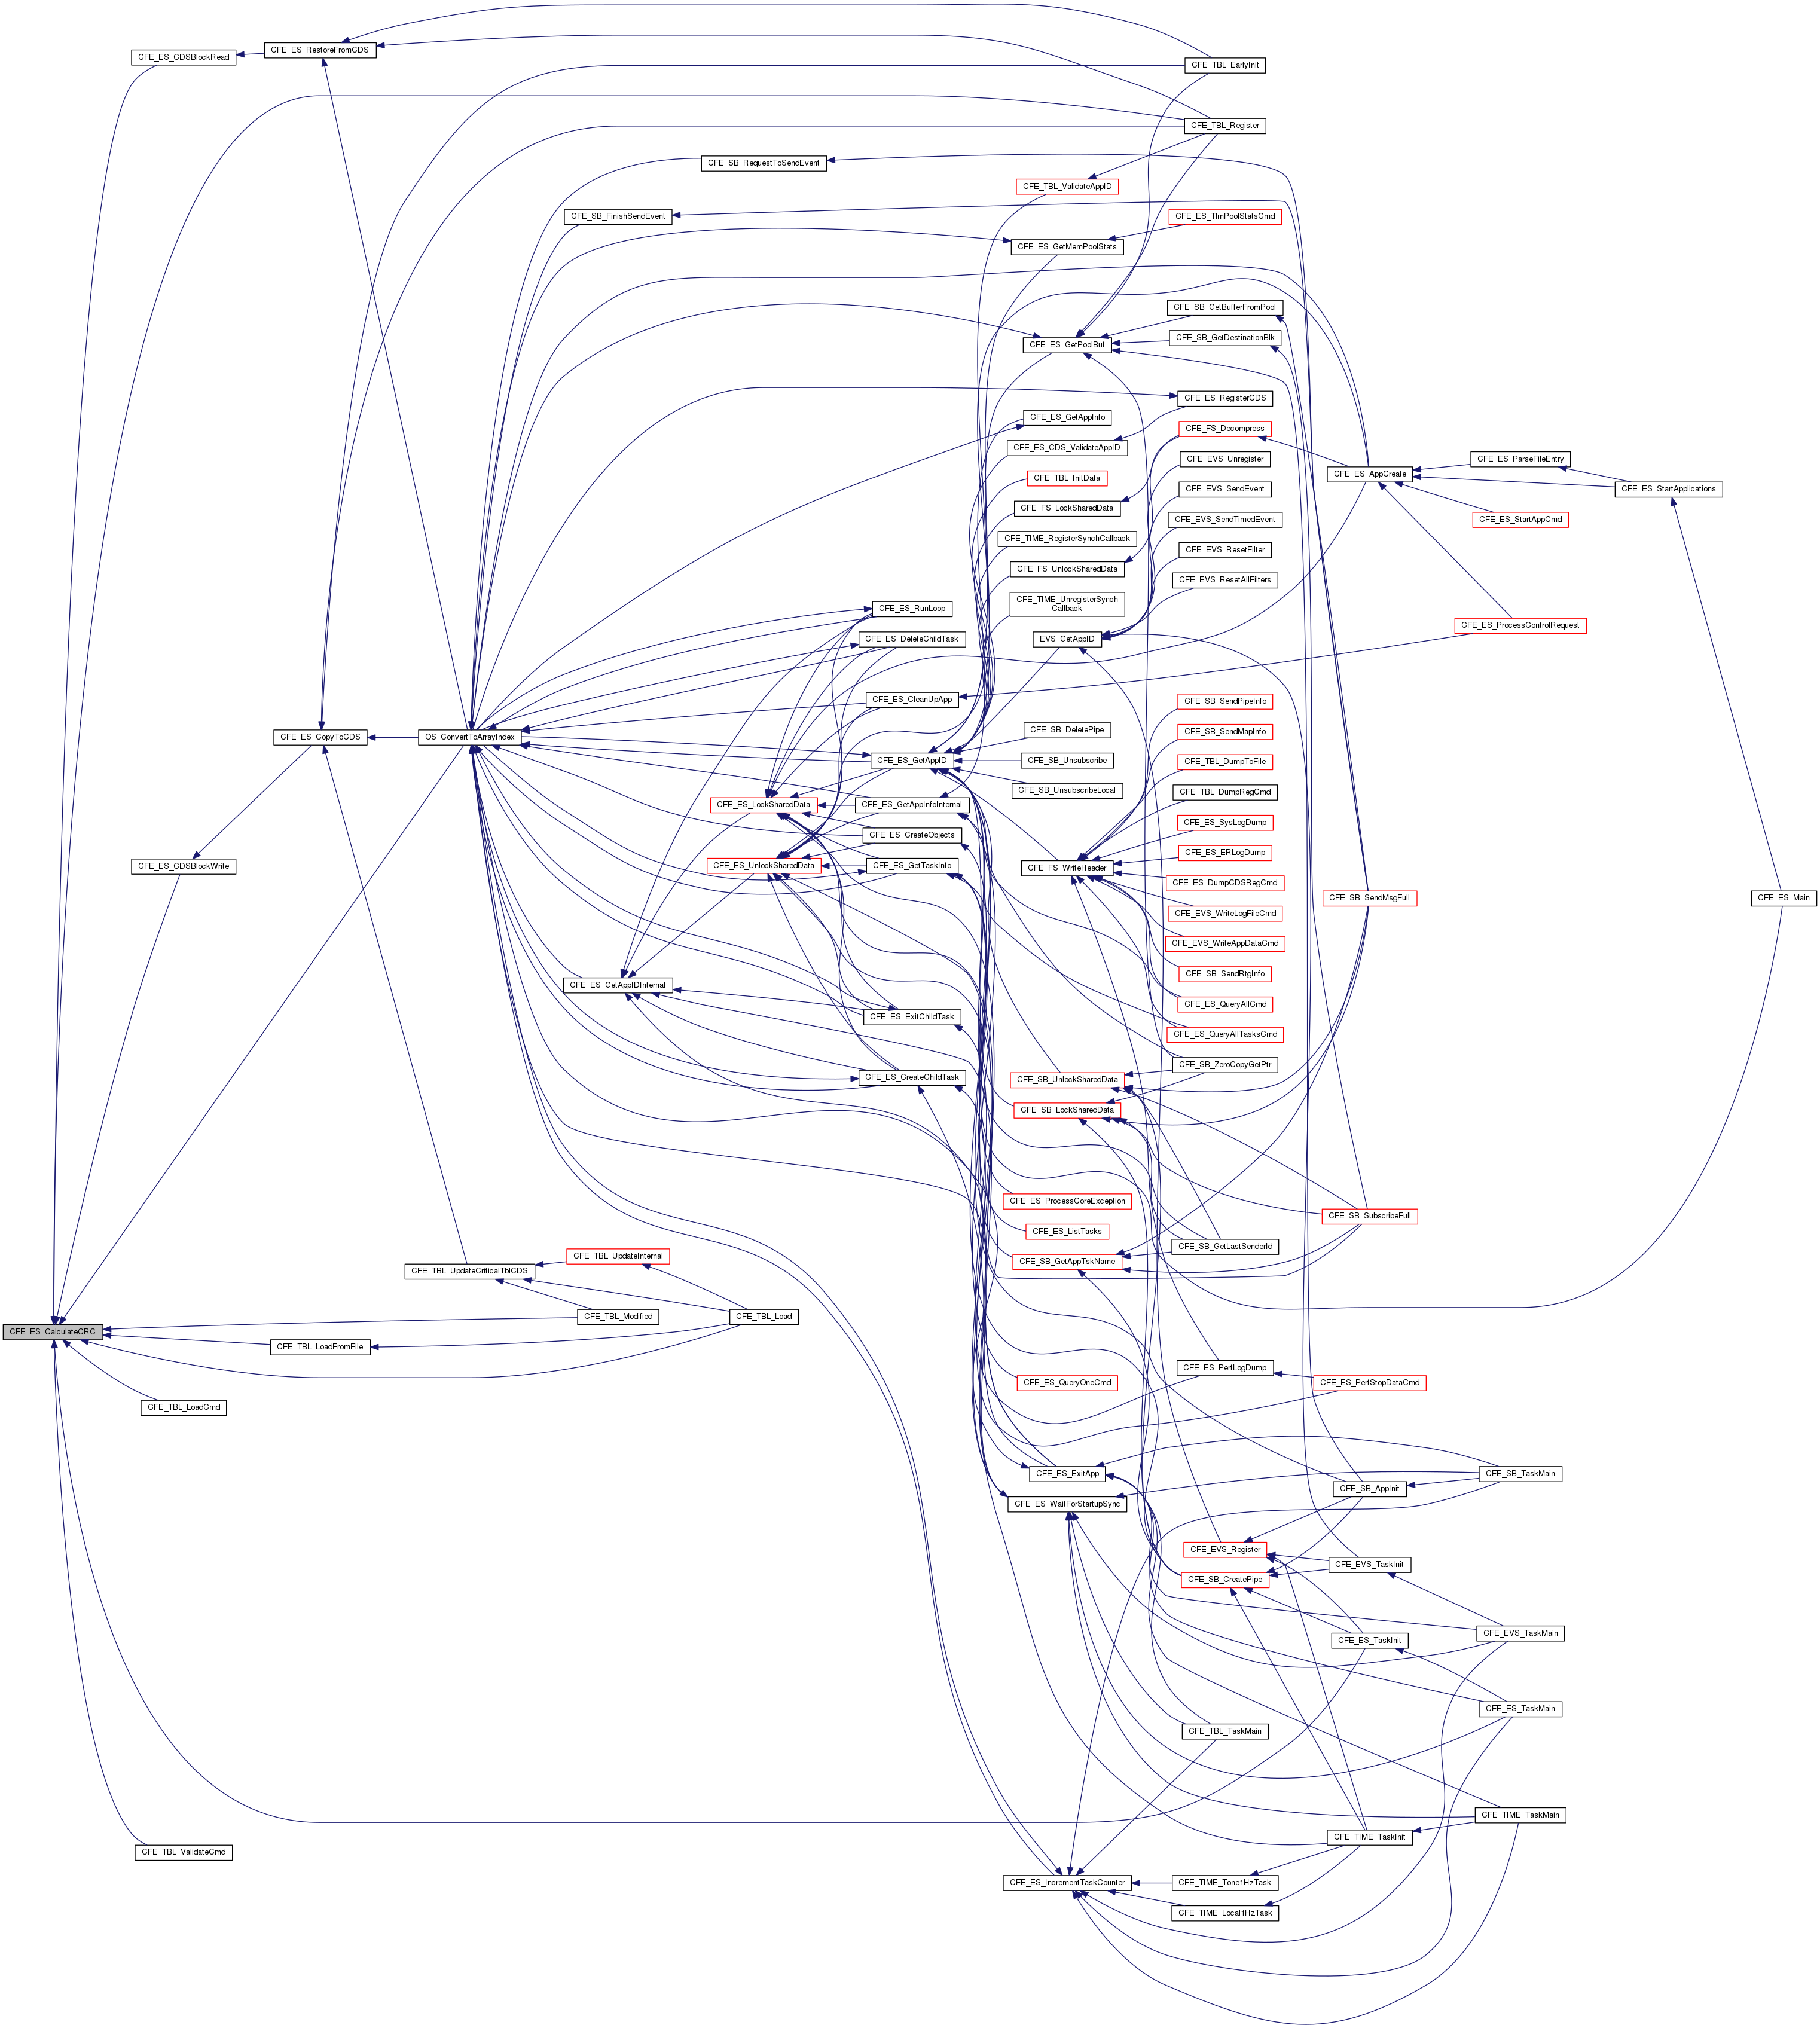 CFE_ES_RestoreFromCDS
CFE_ES_CDSBlockRead
CFE_TBL_EarlyInit
CFE_TBL_Register
CFE_SB_RequestToSendEvent
CFE_TBL_ValidateAppID
CFE_SB_FinishSendEvent
CFE_ES_TlmPoolStatsCmd
CFE_ES_GetMemPoolStats
CFE_SB_GetBufferFromPool
CFE_SB_GetDestinationBlk
CFE_ES_GetPoolBuf
CFE_ES_RegisterCDS
CFE_ES_GetAppInfo
CFE_FS_Decompress
CFE_ES_CDS_ValidateAppID
CFE_EVS_Unregister
CFE_ES_ParseFileEntry
CFE_ES_AppCreate
CFE_TBL_InitData
CFE_EVS_SendEvent
CFE_ES_StartApplications
CFE_FS_LockSharedData
CFE_EVS_SendTimedEvent
CFE_ES_StartAppCmd
CFE_TIME_RegisterSynchCallback
CFE_EVS_ResetFilter
CFE_FS_UnlockSharedData
CFE_EVS_ResetAllFilters
CFE_TIME_UnregisterSynch
Callback
CFE_ES_RunLoop
CFE_ES_ProcessControlRequest
CFE_ES_DeleteChildTask
EVS_GetAppID
CFE_ES_CleanUpApp
CFE_SB_SendPipeInfo
CFE_SB_DeletePipe
CFE_SB_SendMapInfo
CFE_ES_CopyToCDS
OS_ConvertToArrayIndex
CFE_ES_GetAppID
CFE_SB_Unsubscribe
CFE_TBL_DumpToFile
CFE_SB_UnsubscribeLocal
CFE_TBL_DumpRegCmd
CFE_ES_LockSharedData
CFE_ES_GetAppInfoInternal
CFE_ES_SysLogDump
CFE_ES_CreateObjects
CFE_ES_ERLogDump
CFE_ES_CDSBlockWrite
CFE_ES_UnlockSharedData
CFE_ES_GetTaskInfo
CFE_FS_WriteHeader
CFE_ES_DumpCDSRegCmd
CFE_SB_SendMsgFull
CFE_ES_Main
CFE_EVS_WriteLogFileCmd
CFE_EVS_WriteAppDataCmd
CFE_SB_SendRtgInfo
CFE_ES_GetAppIDInternal
CFE_ES_QueryAllCmd
CFE_ES_ExitChildTask
CFE_ES_QueryAllTasksCmd
CFE_SB_ZeroCopyGetPtr
CFE_ES_CreateChildTask
CFE_SB_UnlockSharedData
CFE_SB_LockSharedData
CFE_ES_ProcessCoreException
CFE_SB_SubscribeFull
CFE_ES_ListTasks
CFE_SB_GetLastSenderId
CFE_TBL_UpdateInternal
CFE_SB_GetAppTskName
CFE_TBL_UpdateCriticalTblCDS
CFE_TBL_Modified
CFE_TBL_Load
CFE_ES_CalculateCRC
CFE_TBL_LoadFromFile
CFE_ES_PerfLogDump
CFE_ES_QueryOneCmd
CFE_ES_PerfStopDataCmd
CFE_TBL_LoadCmd
CFE_ES_ExitApp
CFE_SB_TaskMain
CFE_SB_AppInit
CFE_ES_WaitForStartupSync
CFE_EVS_Register
CFE_EVS_TaskInit
CFE_SB_CreatePipe
CFE_EVS_TaskMain
CFE_ES_TaskInit
CFE_ES_TaskMain
CFE_TBL_TaskMain
CFE_TIME_TaskMain
CFE_TIME_TaskInit
CFE_TBL_ValidateCmd
CFE_ES_IncrementTaskCounter
CFE_TIME_Tone1HzTask
CFE_TIME_Local1HzTask